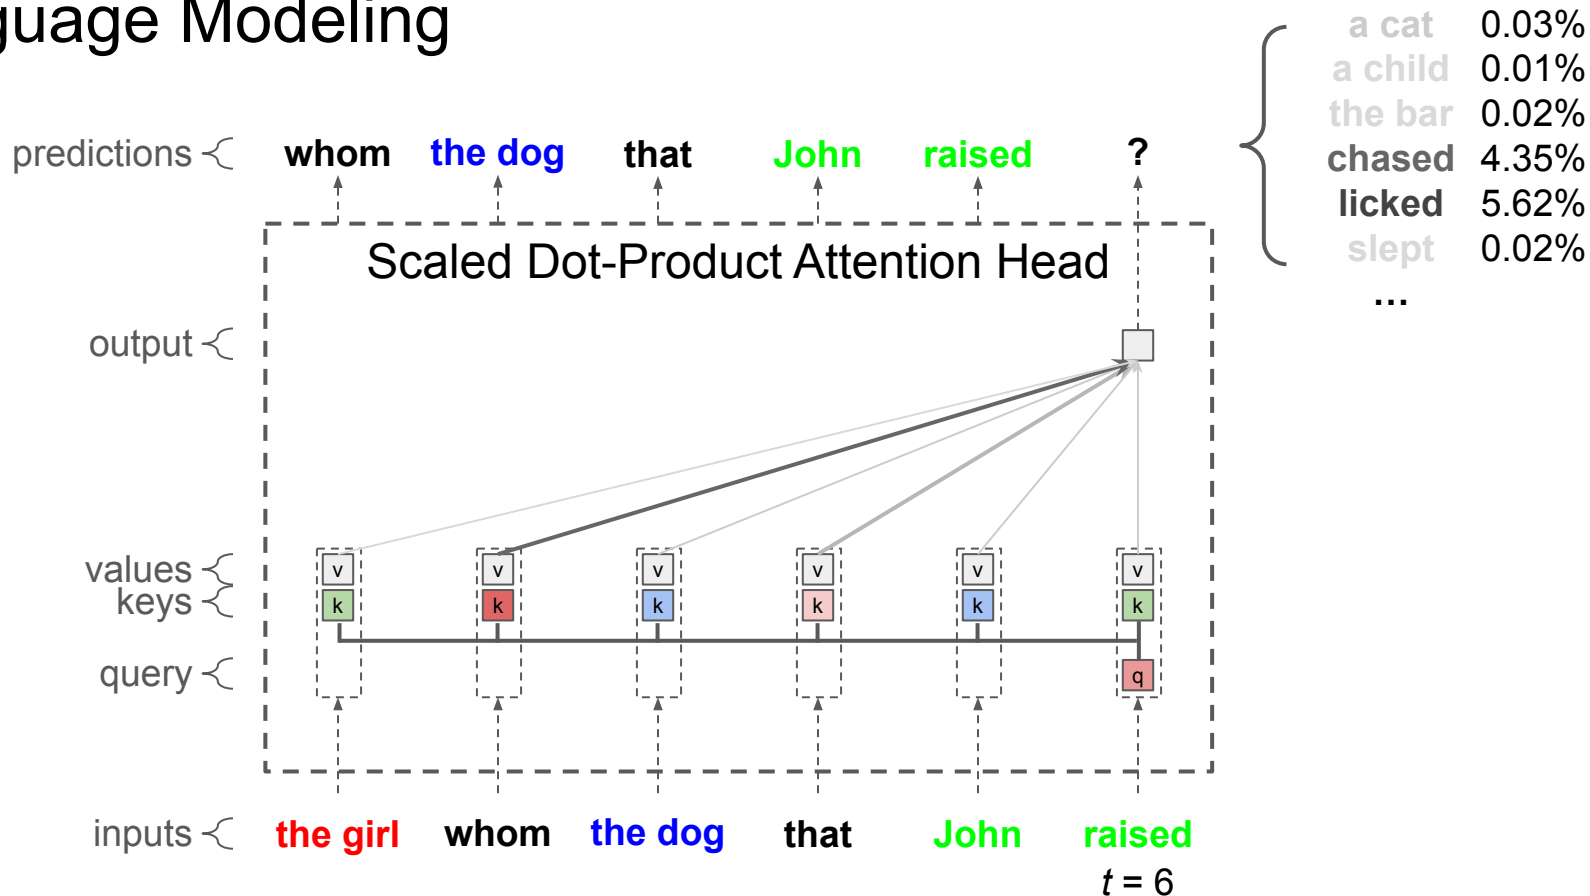 guage Modeling
a cat 0.03%
a child 0.01%
the bar 0.02%
chased 4.35%
licked 5.62%
slept 0.02%
...
predictions whom the dog that John raised ?
Scaled Dot-Product Attention Head
output
values v v v v v v
keys k k k k k k
query q
inputs the girl whom the dog that John raised
t = 6